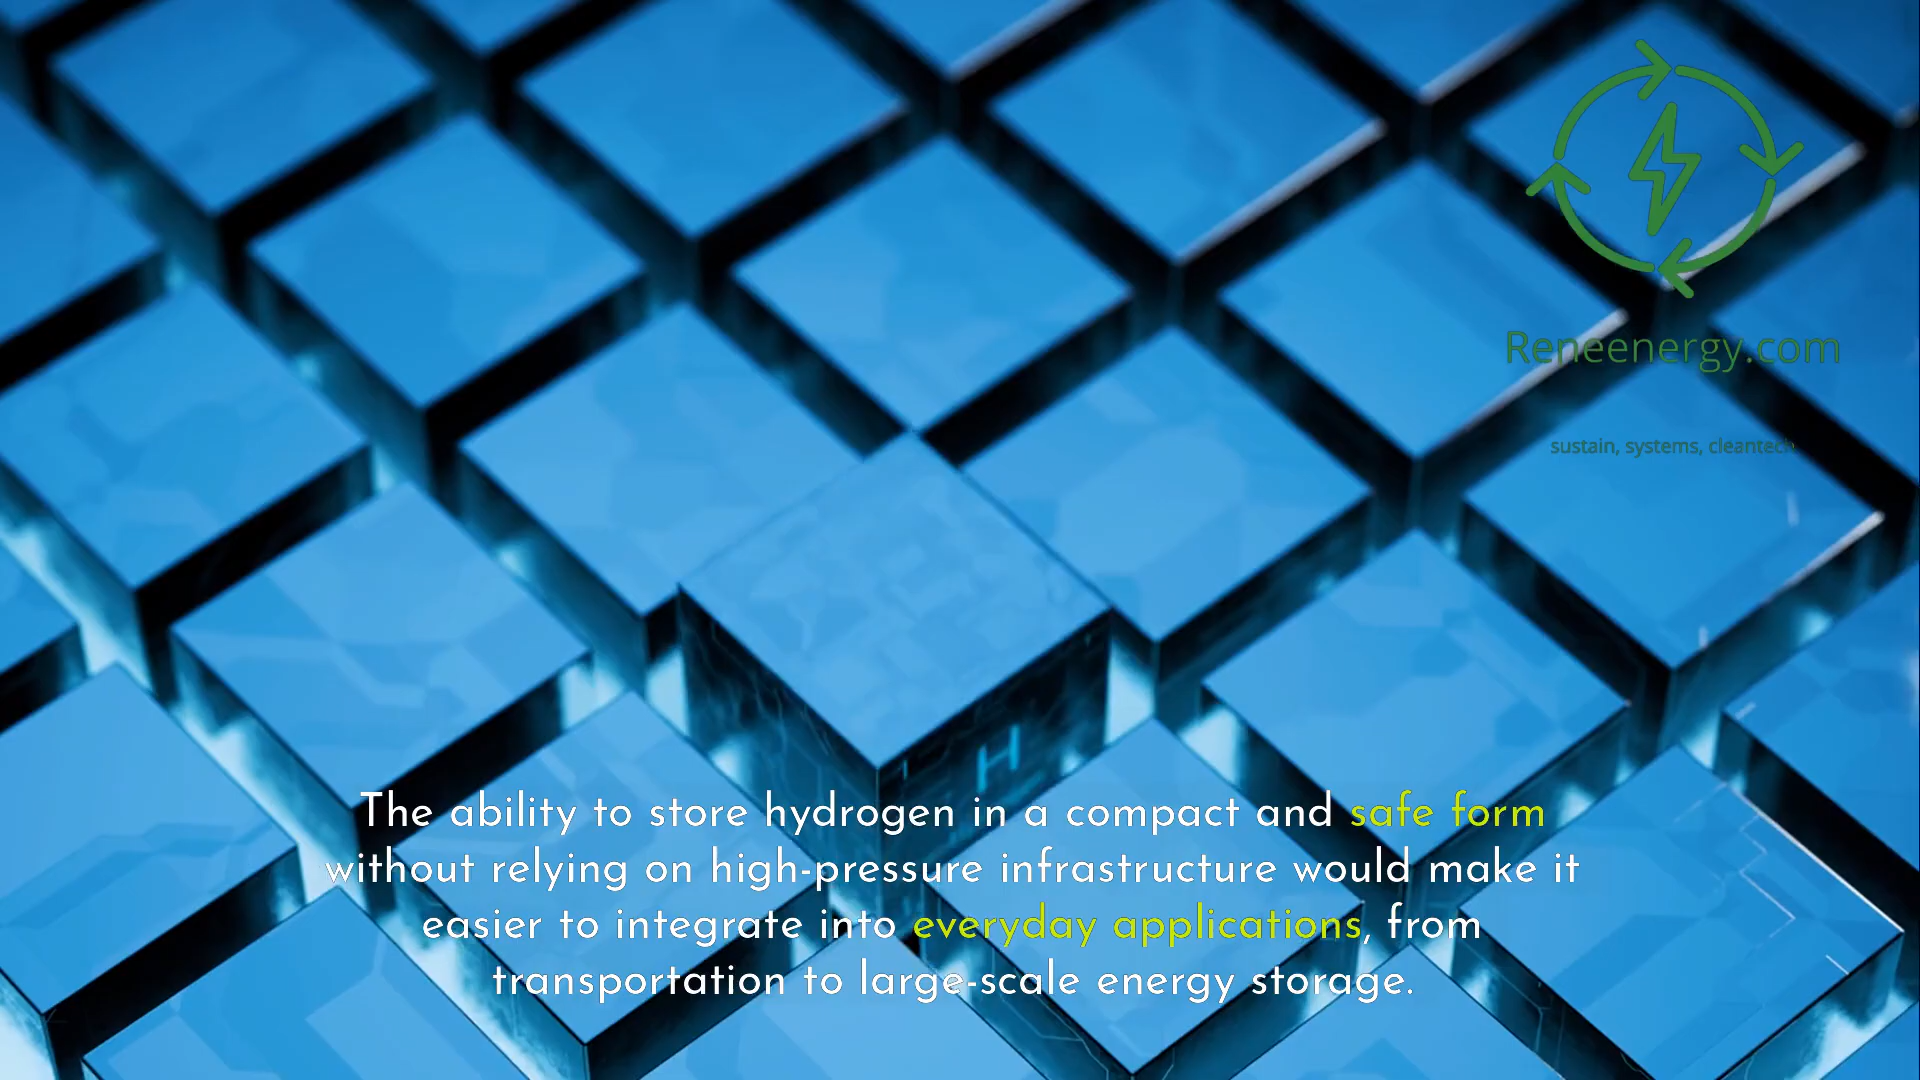 Reneenergy.com
sustain, systems, cleantech
H
The ability to store hydrogen in a compact and safe form
without relying on high-pressure infrastructure would make it
easier to integrate into everyday applications, from
transportation to large-scale energy storage.